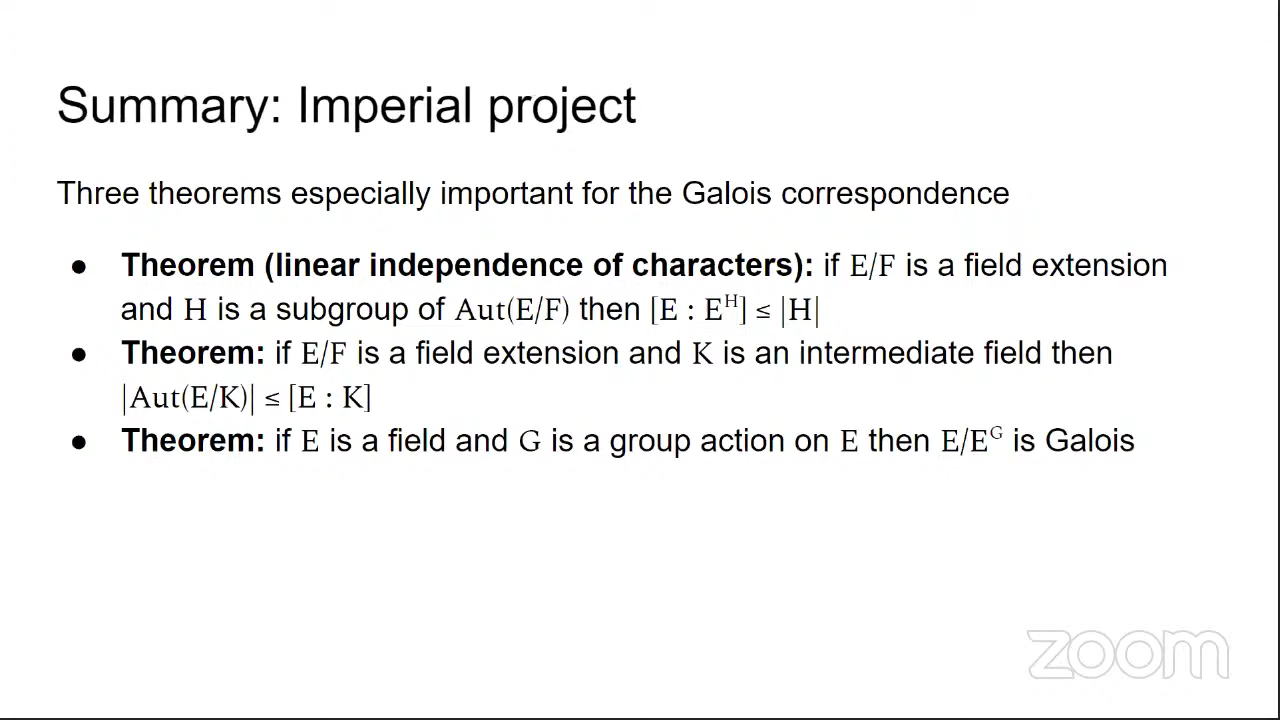 Summary: Imperial project
Three theorems especially important for the Galois correspondence
● Theorem (linear independence of characters): if E/F is a field extension
and H is a subgroup of Aut(E/F) then [E : Eᴴ] ≤ |H|
● Theorem: if E/F is a field extension and K is an intermediate field then
|Aut(E/K)| ≤ [E : K]
● Theorem: if E is a field and G is a group action on E then E/Eᴳ is Galois
zoom